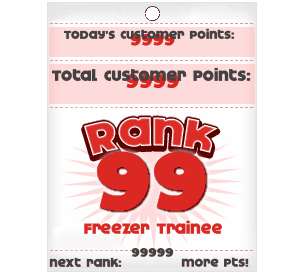 Today's customer points:
9999
Total customer points:
9999
Rank
99
Freezer Trainee
99999
next rank: more pts!